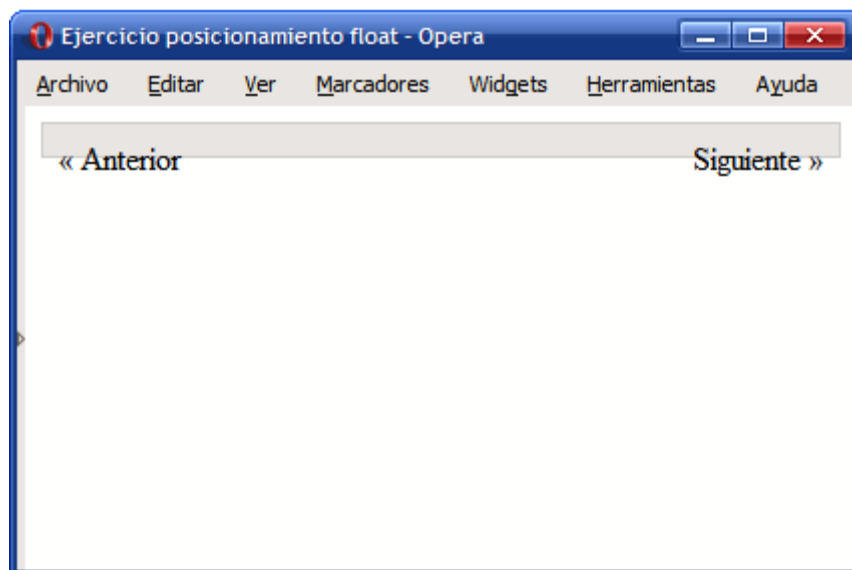 Ejercicio posicionamiento float - Opera
Archivo Editar Ver Marcadores Widgets Herramientas Ayuda
« Anterior Siguiente »